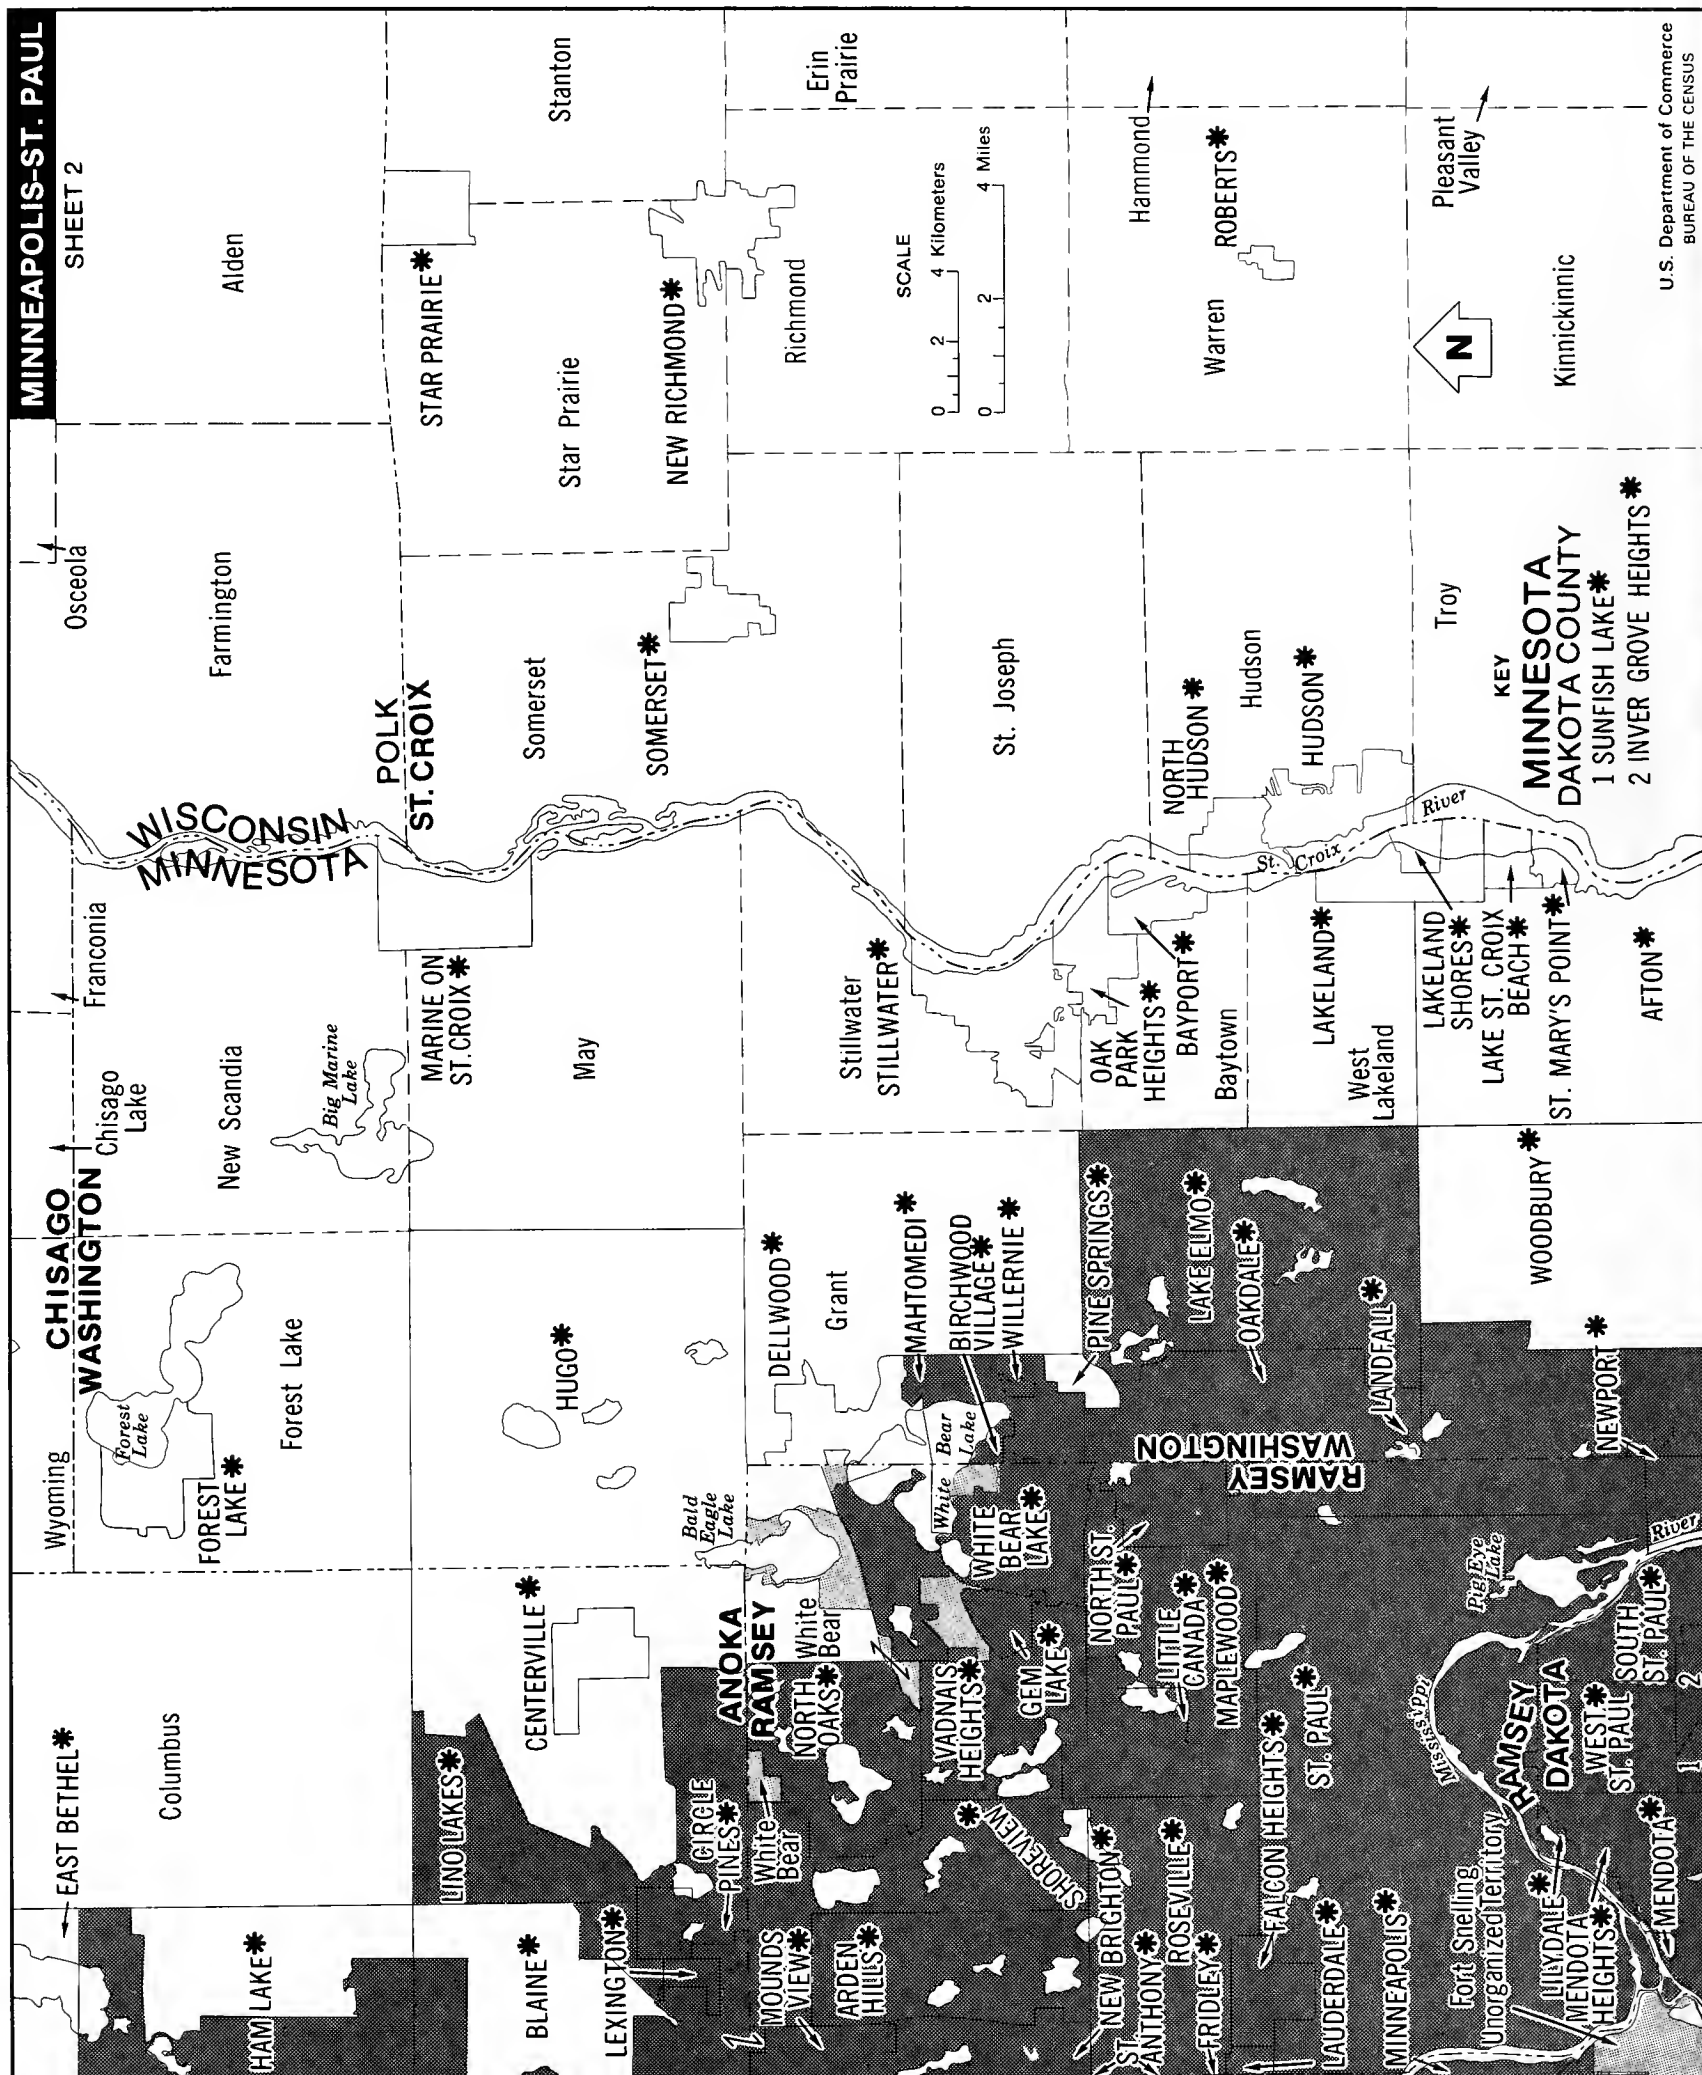 MINNEAPOLIS-ST. PAUL
SHEET 2
EAST BETHEL*
Columbus
HAM LAKE*
Wyoming
CHISAGO
WASHINGTON
Chisago
Lake
Franconia
Forest
Lake
FOREST
LAKE*
Forest Lake
New Scandia
Big Marine
Lake
WISCONSIN
MINNESOTA
Osceola
Farmington
Alden
POLK
ST. CROIX
STAR PRAIRIE*
Stanton
Star Prairie
NEW RICHMOND*
Somerset
SOMERSET*
MARINE ON
ST. CROIX*
May
HUGO*
CENTERVILLE*
LINO LAKES*
BLAINE*
LEXINGTON*
CIRCLE
PINES*
ANOKA
RAMSEY
Bald
Eagle
Lake
White
Bear
White
Bear
NORTH
OAKS*
MOUNDS
VIEW*
ARDEN
HILLS*
SHOREVIEW*
VADNAIS
HEIGHTS*
GEM
LAKE*
WHITE
BEAR
LAKE*
White Bear
Lake
DELLWOOD*
Grant
MAHTOMEDI*
BIRCHWOOD
VILLAGE*
WILLERNIE*
PINE SPRINGS*
Stillwater
STILLWATER*
St. Joseph
Richmond
Erin
Prairie
SCALE
0 2 4 Kilometers
0 2 4 Miles
Hammond
ROBERTS*
Warren
Pleasant
Valley
Kinnickinnic
N
NORTH
HUDSON*
Hudson
HUDSON*
Troy
St. Croix River
OAK
PARK
HEIGHTS*
BAYPORT*
Baytown
LAKELAND*
West
Lakeland
LAKELAND
SHORES*
LAKE ST. CROIX
BEACH*
ST. MARY'S POINT*
AFTON*
LAKE ELMO*
OAKDALE*
LANDFALL*
WOODBURY*
NEWPORT*
RAMSEY
WASHINGTON
NORTH ST.
PAUL*
LITTLE
CANADA*
MAPLEWOOD*
NEW BRIGHTON*
ST.
ANTHONY*
ROSEVILLE*
FRIDLEY*
FALCON HEIGHTS*
ST. PAUL*
LAUDERDALE*
MINNEAPOLIS*
Fort Snelling
Unorganized Territory
Mississippi
River
Pig Eye
Lake
RAMSEY
DAKOTA
LILYDALE*
MENDOTA
HEIGHTS*
MENDOTA*
WEST
ST. PAUL*
SOUTH
ST. PAUL*
1
2
KEY
MINNESOTA
DAKOTA COUNTY
1 SUNFISH LAKE*
2 INVER GROVE HEIGHTS*
U.S. Department of Commerce
BUREAU OF THE CENSUS